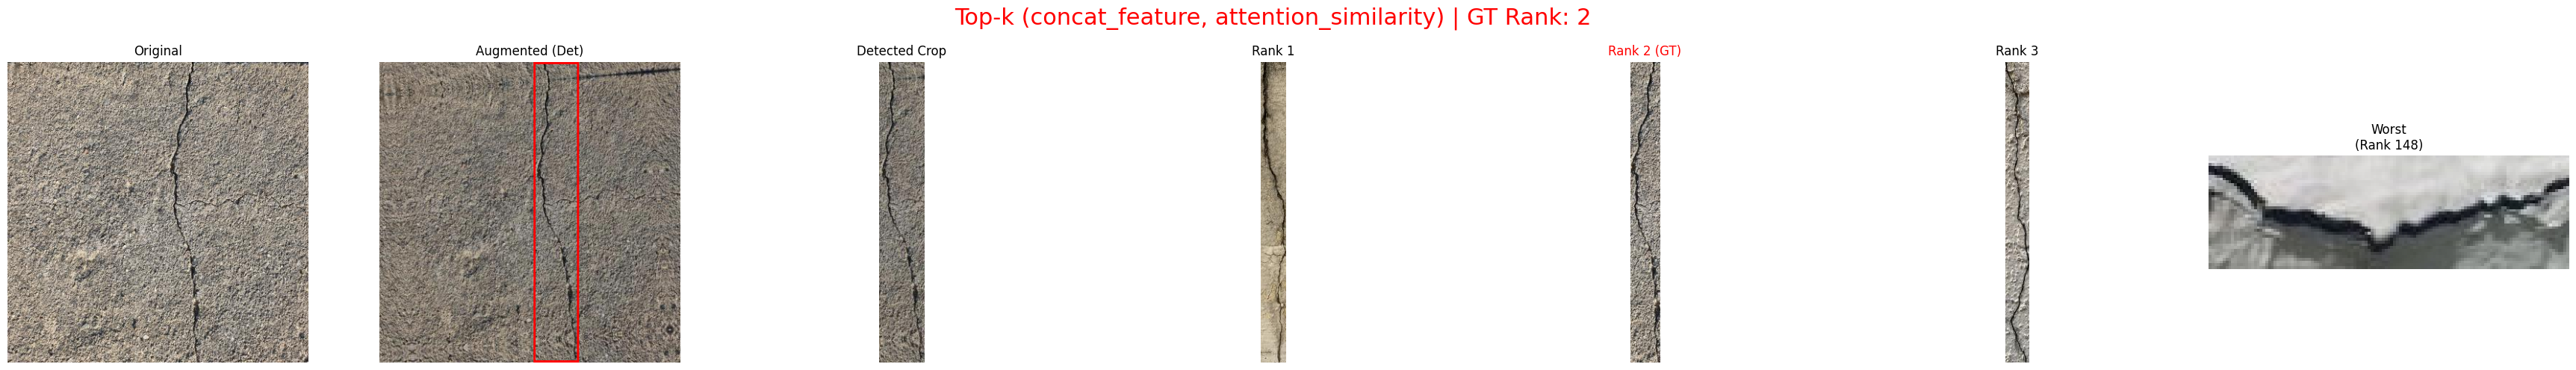 Top-k (concat_feature, attention_similarity) | GT Rank: 2
Original
Augmented (Det)
Detected Crop
Rank 1
Rank 2 (GT)
Rank 3
Worst
(Rank 148)